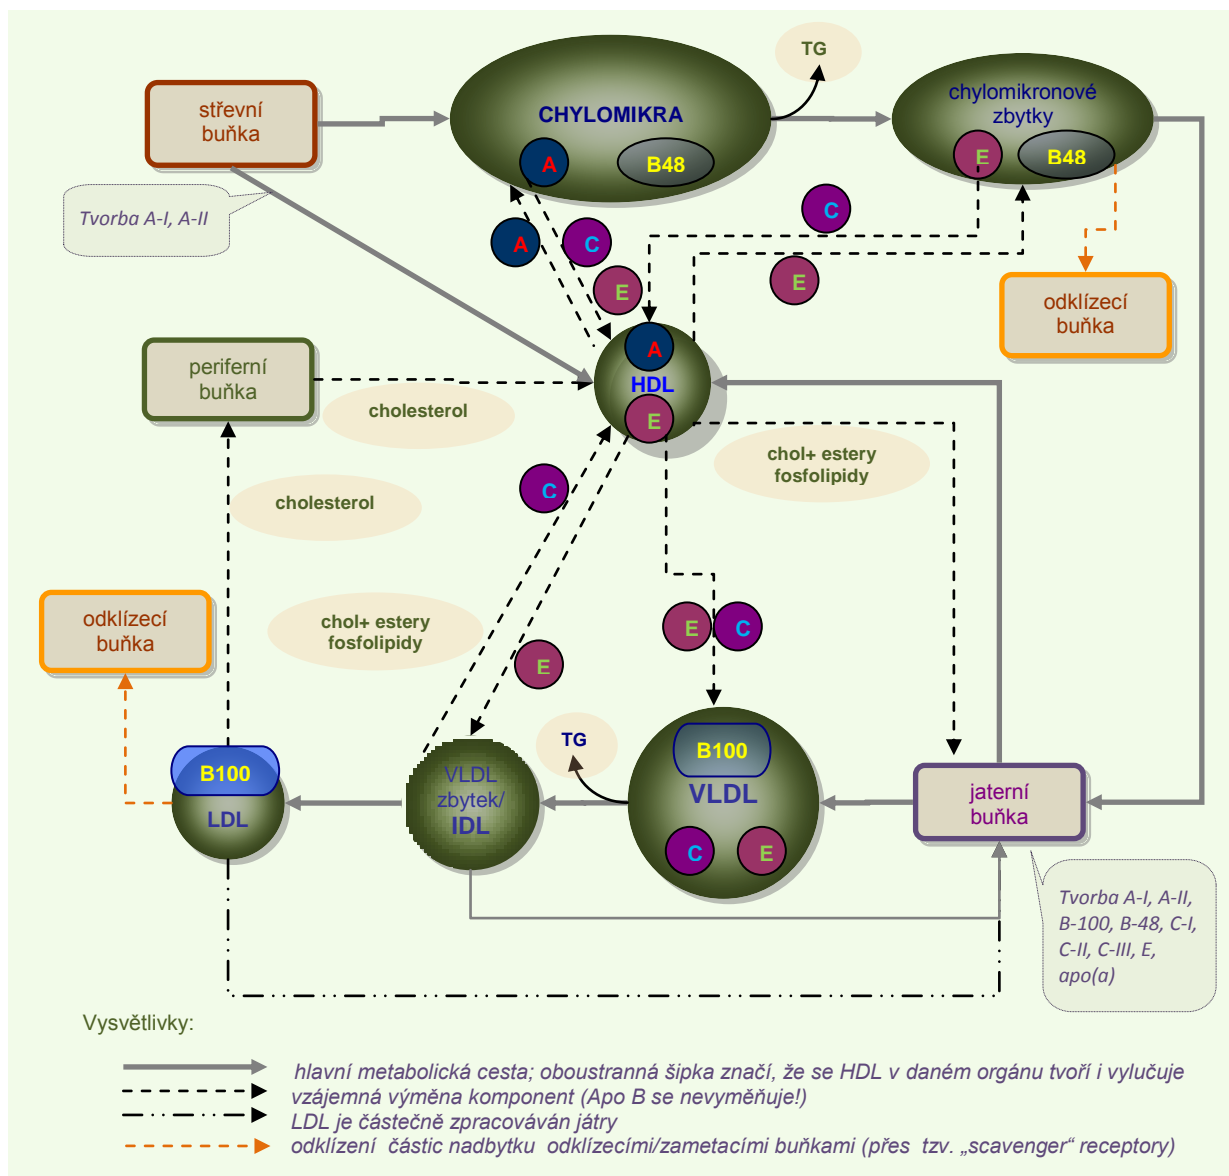 TG
střevní
buňka
CHYLOMIKRA
A
B48
chylomikronové
zbytky
E
B48
Tvorba A-I, A-II
A
C
E
C
E
odklízecí
buňka
periferní
buňka
A
HDL
E
cholesterol
chol+ estery
fosfolipidy
C
cholesterol
odklízecí
buňka
chol+ estery
fosfolipidy
E
E
C
B100
LDL
VLDL
zbytek/
IDL
TG
B100
VLDL
C
E
jaterní
buňka
Tvorba A-I, A-II,
B-100, B-48, C-I,
C-II, C-III, E,
apo(a)
Vysvětlivky:
hlavní metabolická cesta; oboustranná šipka značí, že se HDL v daném orgánu tvoří i vylučuje
vzájemná výměna komponent (Apo B se nevyměňuje!)
LDL je částečně zpracováván játry
odklízení částic nadbytku odklízecími/zametacími buňkami (přes tzv. „scavenger“ receptory)